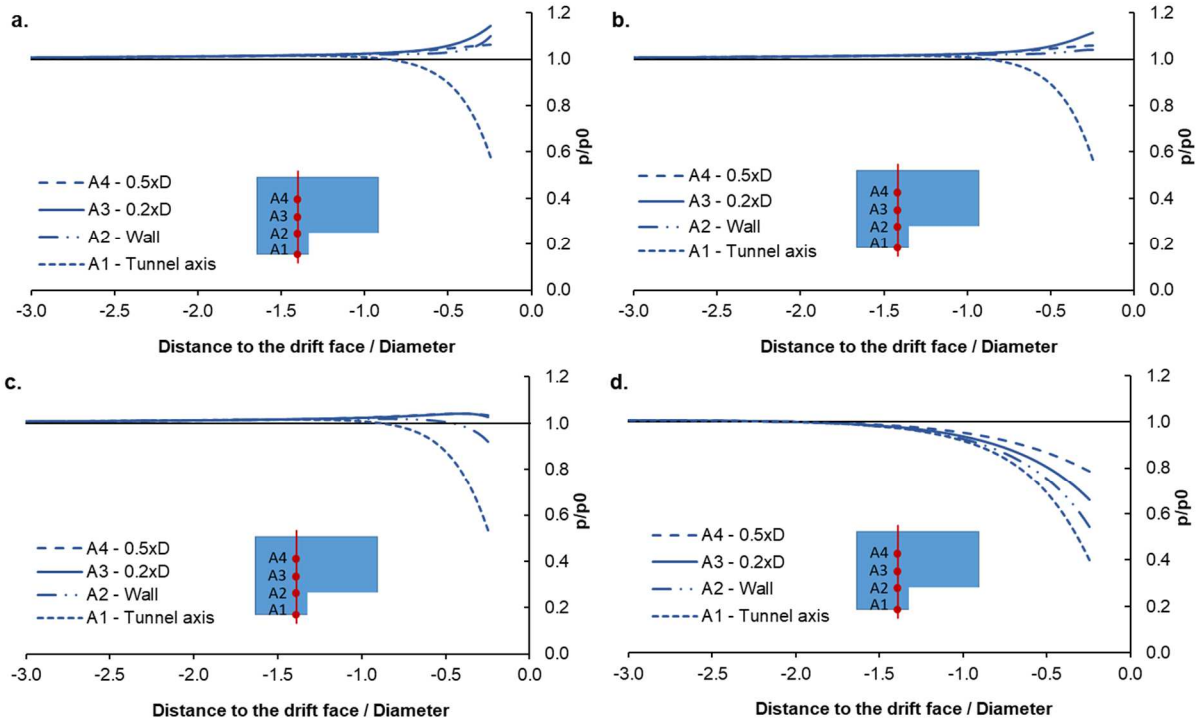 a.
1.2
1.0
0.8
0.6
0.4
0.2
0.0
p/p0
A4 - 0.5xD
A3 - 0.2xD
A2 - Wall
A1 - Tunnel axis
A4
A3
A2
A1
-3.0 -2.5 -2.0 -1.5 -1.0 -0.5 0.0
Distance to the drift face / Diameter
b.
1.2
1.0
0.8
0.6
0.4
0.2
0.0
p/p0
A4 - 0.5xD
A3 - 0.2xD
A2 - Wall
A1 - Tunnel axis
A4
A3
A2
A1
-3.0 -2.5 -2.0 -1.5 -1.0 -0.5 0.0
Distance to the drift face / Diameter
c.
1.2
1.0
0.8
0.6
0.4
0.2
0.0
p/p0
A4 - 0.5xD
A3 - 0.2xD
A2 - Wall
A1 - Tunnel axis
A4
A3
A2
A1
-3.0 -2.5 -2.0 -1.5 -1.0 -0.5 0.0
Distance to the drift face / Diameter
d.
1.2
1.0
0.8
0.6
0.4
0.2
0.0
p/p0
A4 - 0.5xD
A3 - 0.2xD
A2 - Wall
A1 - Tunnel axis
A4
A3
A2
A1
-3.0 -2.5 -2.0 -1.5 -1.0 -0.5 0.0
Distance to the drift face / Diameter